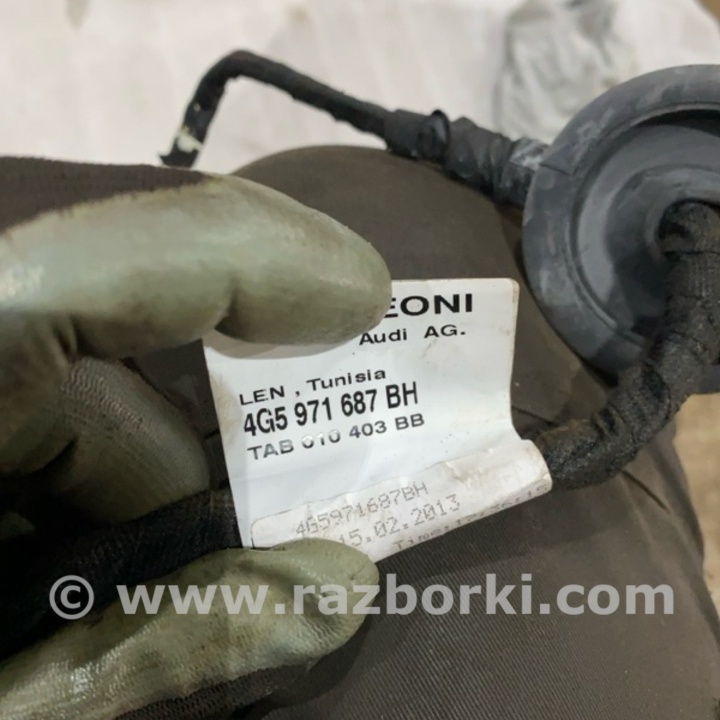 EONI
Audi AG.
LEN , Tunisia
4G5 971 687 BH
TAB 010 403 BB
4G5971687BH
15.02.2013
© www.razborki.com